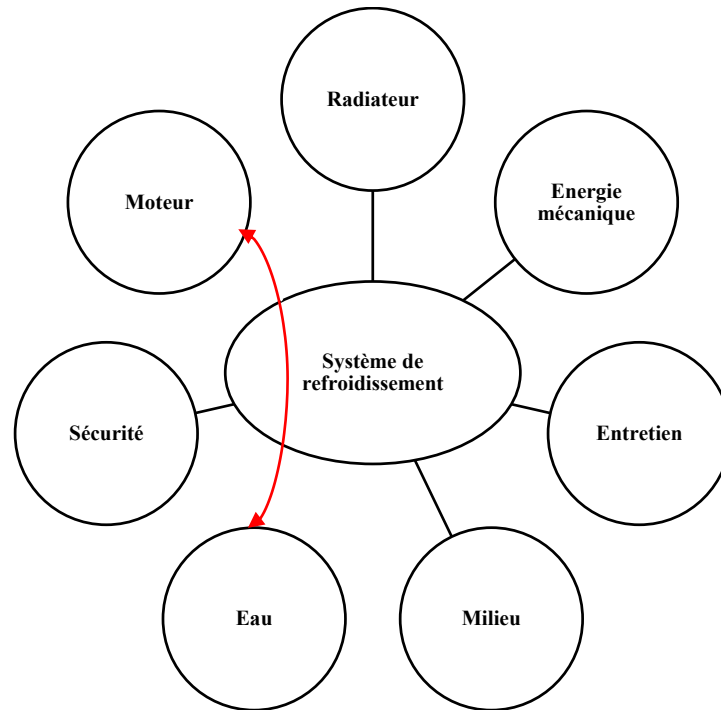 Radiateur
Moteur
Energie
mécanique
Système de
refroidissement
Sécurité
Entretien
Eau
Milieu